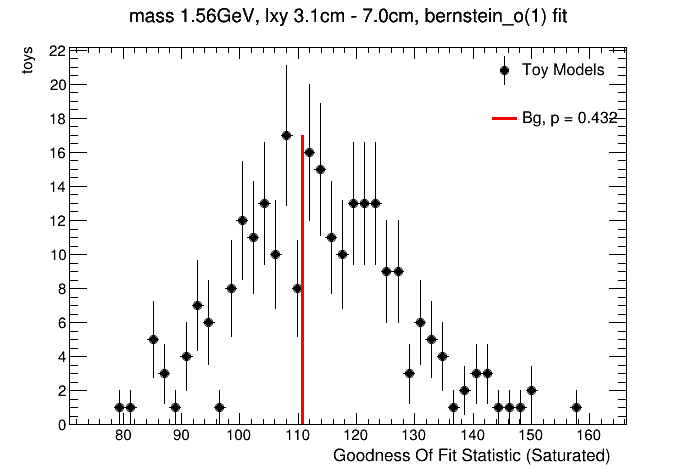 mass 1.56GeV, lxy 3.1cm - 7.0cm, bernstein_o(1) fit
toys
22
20
18
16
14
12
10
8
6
4
2
0
Toy Models
Bg, p = 0.432
80 90 100 110 120 130 140 150 160
Goodness Of Fit Statistic (Saturated)